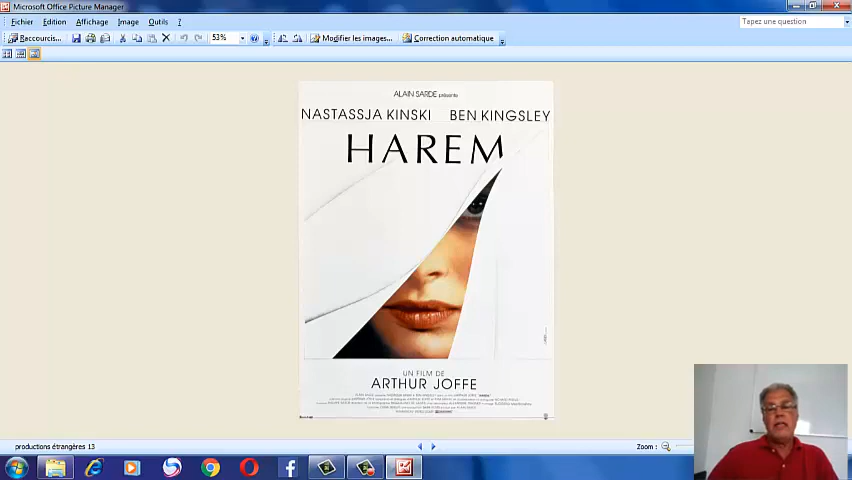 Microsoft Office Picture Manager
Fichier Edition Affichage Image Outils ?
Tapez une question
Raccourcis... 53% Modifier les images... Correction automatique
ALAIN SARDE présente
NASTASSJA KINSKI BEN KINGSLEY
HAREM
UN FILM DE
ARTHUR JOFFE
productions étrangères 13
Zoom :